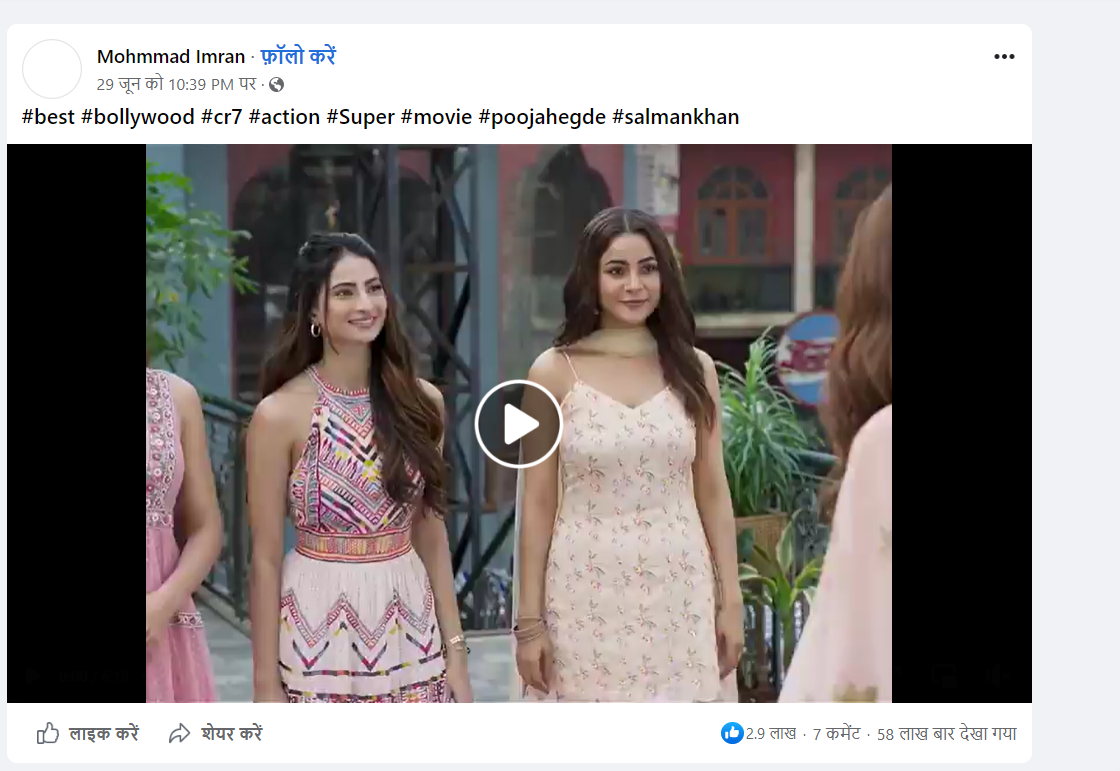 Mohmmad Imran · फ़ॉलो करें
29 जून को 10:39 PM पर ·
#best #bollywood #cr7 #action #Super #movie #poojahegde #salmankhan
लाइक करें शेयर करें 2.9 लाख · 7 कमेंट · 58 लाख बार देखा गया